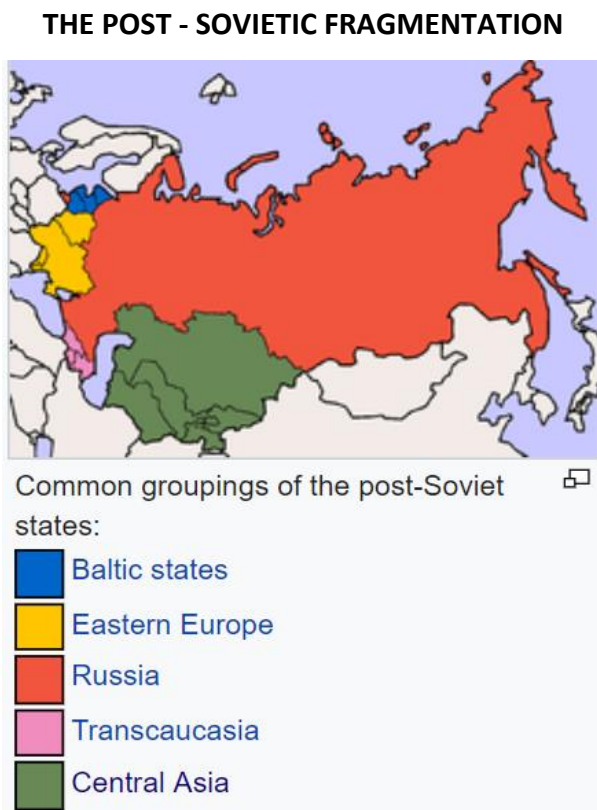 THE POST - SOVIETIC FRAGMENTATION
Common groupings of the post-Soviet
states:
Baltic states
Eastern Europe
Russia
Transcaucasia
Central Asia